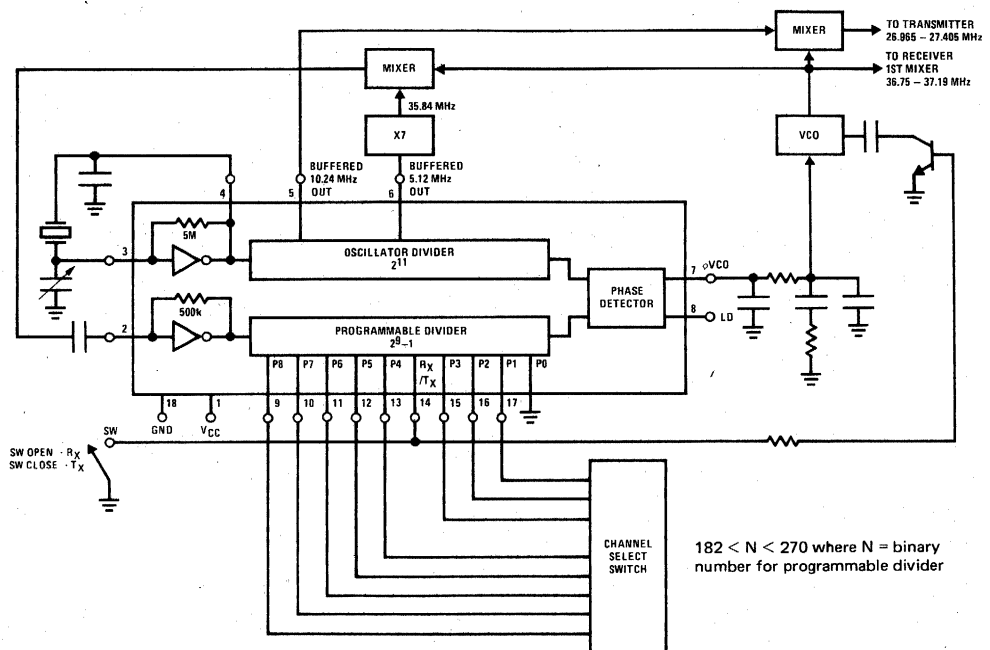 MIXER
TO TRANSMITTER
26.965 – 27.405 MHz
TO RECEIVER
1ST MIXER
36.75 – 37.19 MHz
MIXER
35.84 MHz
X7
VCO
BUFFERED
10.24 MHz
OUT
BUFFERED
5.12 MHz
OUT
4
5
6
5M
3
OSCILLATOR DIVIDER
2¹¹
PHASE
DETECTOR
7
φVCO
8
LD
500k
2
PROGRAMMABLE DIVIDER
2⁹–1
P8
P7
P6
P5
P4
RX
/TX
P3
P2
P1
P0
18
GND
1
VCC
9
10
11
12
13
14
15
16
17
SW
SW OPEN · RX
SW CLOSE · TX
CHANNEL
SELECT
SWITCH
182 < N < 270 where N = binary
number for programmable divider